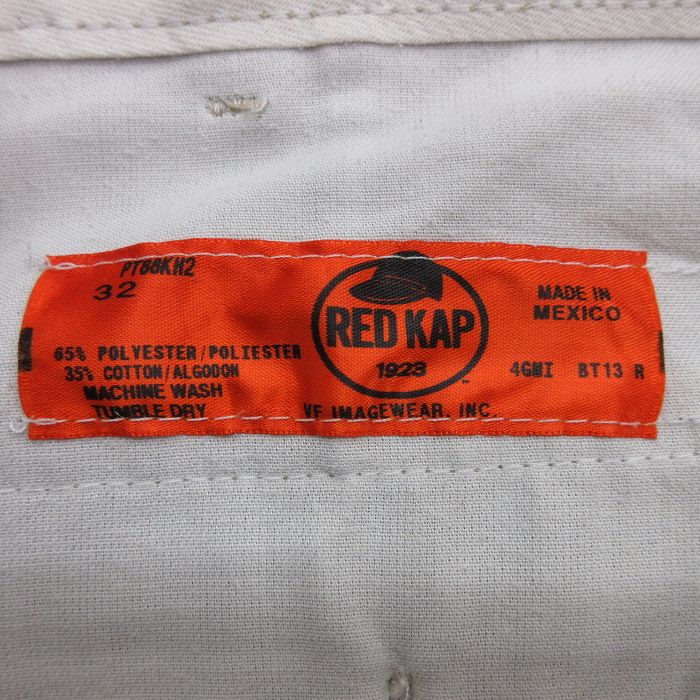 PT88KH2
32
65% POLYESTER/POLIESTER
35% COTTON/ALGODON
MACHINE WASH
TUMBLE DRY
RED KAP
1923
™
VF IMAGEWEAR, INC.
MADE IN
MEXICO
4GMI BT13 R